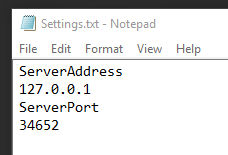 Settings.txt - Notepad
File Edit Format View Help
ServerAddress
127.0.0.1
ServerPort
34652